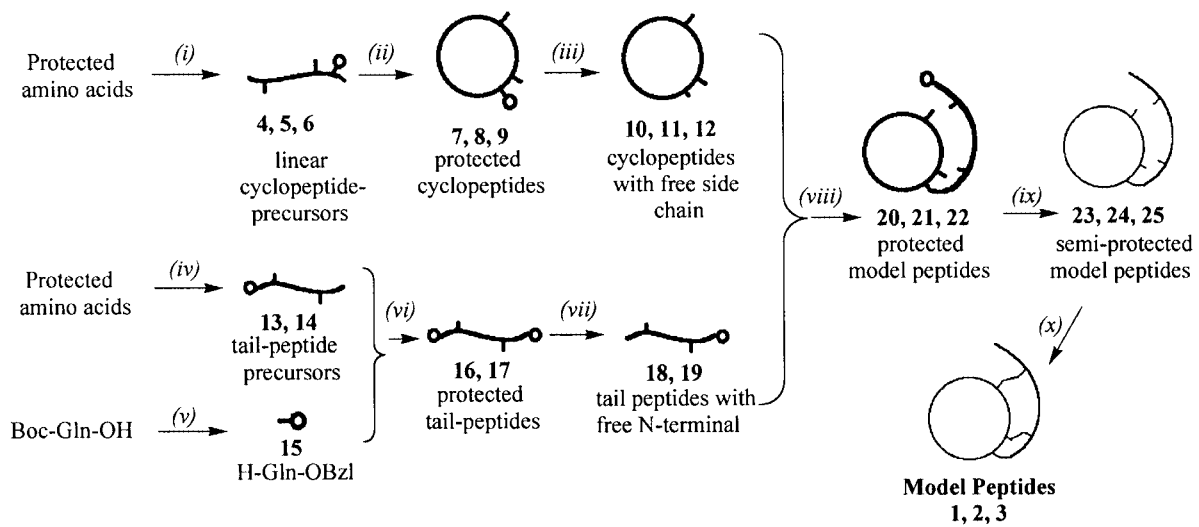 Protected
amino acids
(i)
4, 5, 6
linear
cyclopeptide-
precursors
(ii)
7, 8, 9
protected
cyclopeptides
(iii)
10, 11, 12
cyclopeptides
with free side
chain
Protected
amino acids
(iv)
13, 14
tail-peptide
precursors
Boc-Gln-OH
(v)
15
H-Gln-OBzl
(vi)
16, 17
protected
tail-peptides
(vii)
18, 19
tail peptides with
free N-terminal
(viii)
20, 21, 22
protected
model peptides
(ix)
23, 24, 25
semi-protected
model peptides
(x)
Model Peptides
1, 2, 3